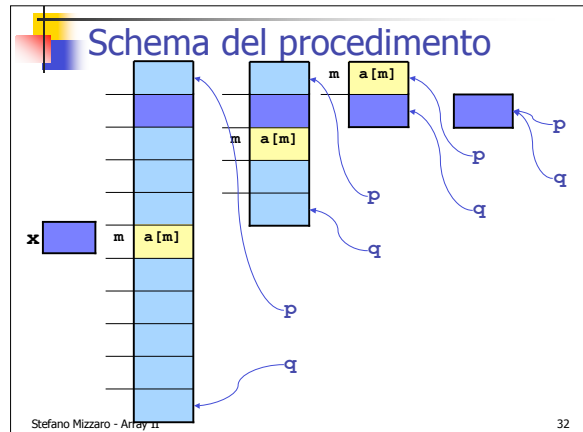 Schema del procedimento
m a[m]
m a[m]
p
p
q
q
p
x
m a[m]
q
p
q
Stefano Mizzaro - Array II
32